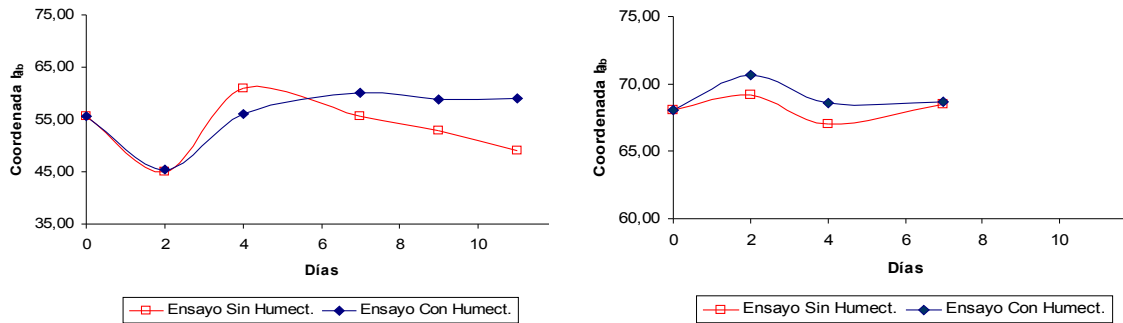 75,00
65,00
55,00
45,00
35,00
Coordenada hab
0 2 4 6 8 10
Días
Ensayo Sin Humect. Ensayo Con Humect.
75,00
70,00
65,00
60,00
Coordenada hab
0 2 4 6 8 10
Días
Ensayo Sin Humect. Ensayo Con Humect.